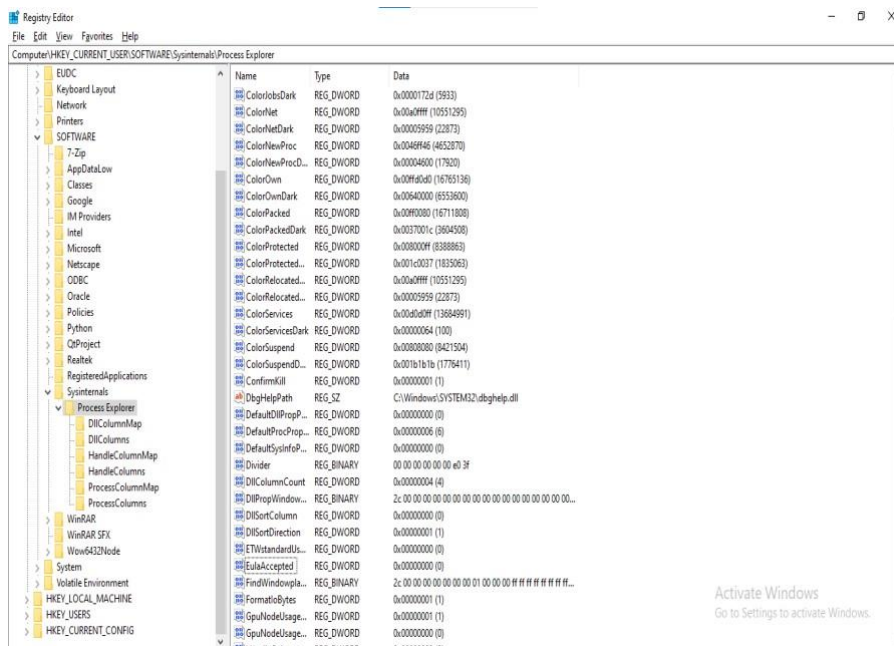 Registry Editor
File Edit View Favorites Help
Computer\HKEY_CURRENT_USER\SOFTWARE\Sysinternals\Process Explorer
EUDC
Keyboard Layout
Network
Printers
SOFTWARE
7-Zip
AppDataLow
Classes
Google
IM Providers
Intel
Microsoft
Netscape
ODBC
Oracle
Policies
Python
QtProject
Realtek
RegisteredApplications
Sysinternals
Process Explorer
DllColumnMap
DllColumns
HandleColumnMap
HandleColumns
ProcessColumnMap
ProcessColumns
WinRAR
WinRAR SFX
Wow6432Node
System
Volatile Environment
HKEY_LOCAL_MACHINE
HKEY_USERS
HKEY_CURRENT_CONFIG
Name Type Data
ColorJobsDark REG_DWORD 0x0000172d (5933)
ColorNet REG_DWORD 0x00a0ffff (10551295)
ColorNetDark REG_DWORD 0x00005959 (22873)
ColorNewProc REG_DWORD 0x0046ff46 (4652870)
ColorNewProcD... REG_DWORD 0x00004600 (17920)
ColorOwn REG_DWORD 0x00ffd0d0 (16765136)
ColorOwnDark REG_DWORD 0x00640000 (6553600)
ColorPacked REG_DWORD 0x00ff0080 (16711808)
ColorPackedDark REG_DWORD 0x0037001c (3604508)
ColorProtected REG_DWORD 0x008000ff (8388863)
ColorProtected... REG_DWORD 0x001c0037 (1835063)
ColorRelocated... REG_DWORD 0x00a0ffff (10551295)
ColorRelocated... REG_DWORD 0x00005959 (22873)
ColorServices REG_DWORD 0x00d0d0ff (13684991)
ColorServicesDark REG_DWORD 0x00000064 (100)
ColorSuspend REG_DWORD 0x00808080 (8421504)
ColorSuspendD... REG_DWORD 0x001b1b1b (1776411)
ConfirmKill REG_DWORD 0x00000001 (1)
DbgHelpPath REG_SZ C:\Windows\SYSTEM32\dbghelp.dll
DefaultDllPropP... REG_DWORD 0x00000000 (0)
DefaultProcProp... REG_DWORD 0x00000006 (6)
DefaultSysInfoP... REG_DWORD 0x00000000 (0)
Divider REG_BINARY 00 00 00 00 00 00 e0 3f
DllColumnCount REG_DWORD 0x00000004 (4)
DllPropWindow... REG_BINARY 2c 00 00 00 00 00 00 00 00 00 00 00 00 00 00 00 00 00...
DllSortColumn REG_DWORD 0x00000000 (0)
DllSortDirection REG_DWORD 0x00000001 (1)
ETWstandardUs... REG_DWORD 0x00000000 (0)
EulaAccepted REG_DWORD 0x00000000 (0)
FindWindowpla... REG_BINARY 2c 00 00 00 00 00 00 00 01 00 00 00 ff ff ff ff ff ff ff...
FormatIoBytes REG_DWORD 0x00000001 (1)
GpuNodeUsage... REG_DWORD 0x00000001 (1)
GpuNodeUsage... REG_DWORD 0x00000000 (0)
Activate Windows
Go to Settings to activate Windows.